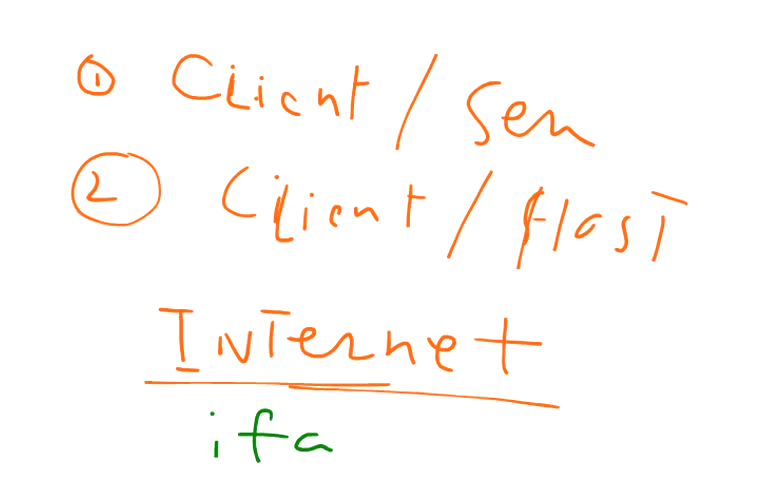 ① Client / Serv
② Client / Host
Internet
ifa